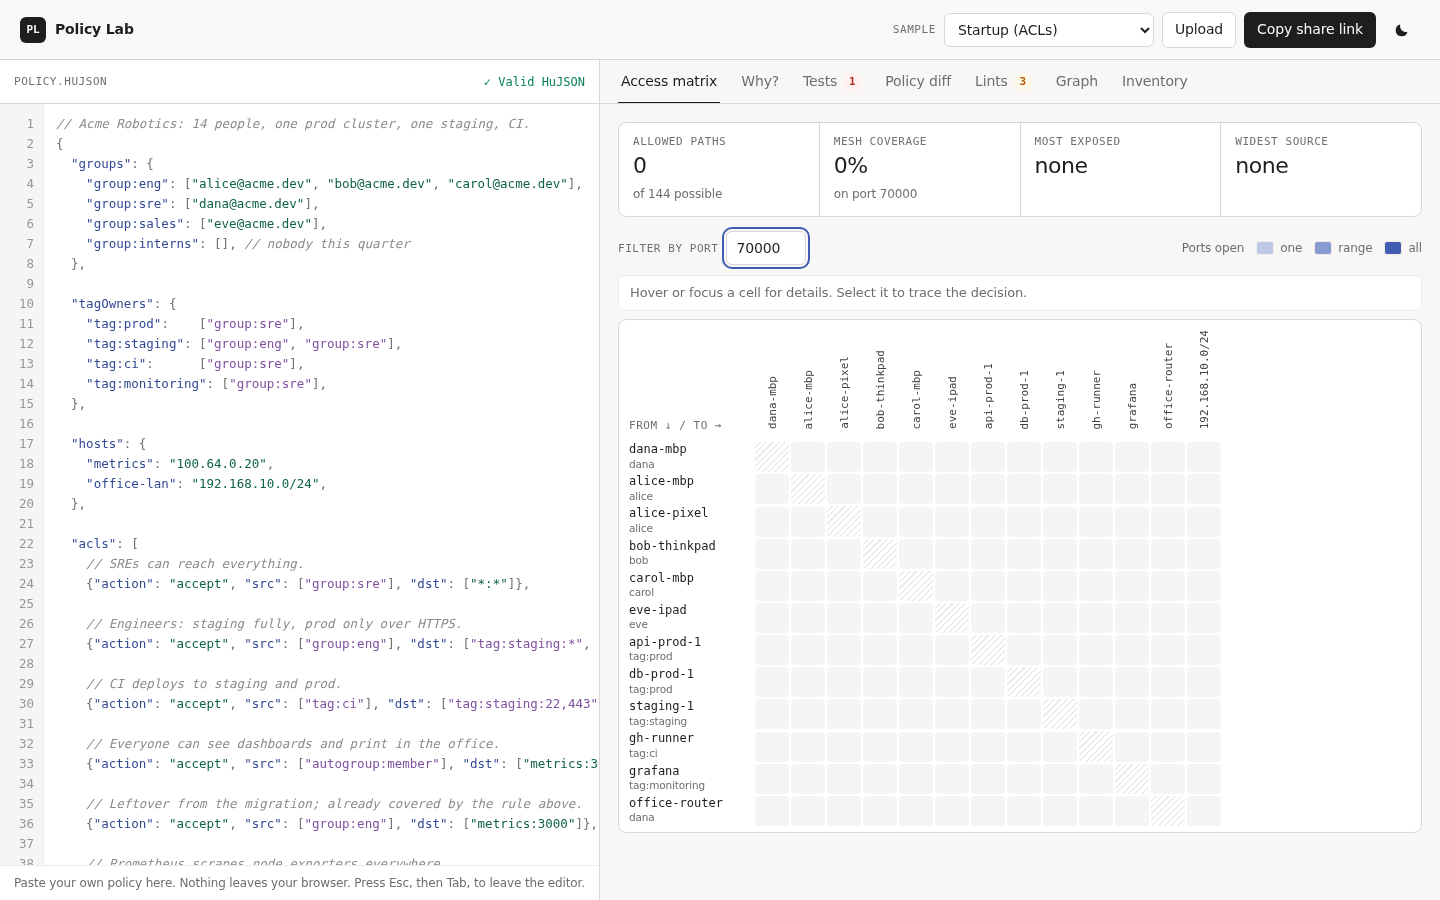 PL Policy Lab
SAMPLE Startup (ACLs) Upload Copy share link
POLICY.HUJSON ✓ Valid HuJSON
1 // Acme Robotics: 14 people, one prod cluster, one staging, CI.
2 {
3 "groups": {
4 "group:eng": ["alice@acme.dev", "bob@acme.dev", "carol@acme.dev"],
5 "group:sre": ["dana@acme.dev"],
6 "group:sales": ["eve@acme.dev"],
7 "group:interns": [], // nobody this quarter
8 },
9
10 "tagOwners": {
11 "tag:prod": ["group:sre"],
12 "tag:staging": ["group:eng", "group:sre"],
13 "tag:ci": ["group:sre"],
14 "tag:monitoring": ["group:sre"],
15 },
16
17 "hosts": {
18 "metrics": "100.64.0.20",
19 "office-lan": "192.168.10.0/24",
20 },
21
22 "acls": [
23 // SREs can reach everything.
24 {"action": "accept", "src": ["group:sre"], "dst": ["*:*"]},
25
26 // Engineers: staging fully, prod only over HTTPS.
27 {"action": "accept", "src": ["group:eng"], "dst": ["tag:staging:*",
28
29 // CI deploys to staging and prod.
30 {"action": "accept", "src": ["tag:ci"], "dst": ["tag:staging:22,443"
31
32 // Everyone can see dashboards and print in the office.
33 {"action": "accept", "src": ["autogroup:member"], "dst": ["metrics:3
34
35 // Leftover from the migration; already covered by the rule above.
36 {"action": "accept", "src": ["group:eng"], "dst": ["metrics:3000"]},
37
38 // Prometheus scrapes node exporters everywhere
Paste your own policy here. Nothing leaves your browser. Press Esc, then Tab, to leave the editor.
Access matrix Why? Tests 1 Policy diff Lints 3 Graph Inventory
ALLOWED PATHS
0
of 144 possible
MESH COVERAGE
0%
on port 70000
MOST EXPOSED
none
WIDEST SOURCE
none
FILTER BY PORT 70000
Ports open one range all
Hover or focus a cell for details. Select it to trace the decision.
FROM ↓ / TO →
dana-mbp
alice-mbp
alice-pixel
bob-thinkpad
carol-mbp
eve-ipad
api-prod-1
db-prod-1
staging-1
gh-runner
grafana
office-router
192.168.10.0/24
dana-mbp
dana
alice-mbp
alice
alice-pixel
alice
bob-thinkpad
bob
carol-mbp
carol
eve-ipad
eve
api-prod-1
tag:prod
db-prod-1
tag:prod
staging-1
tag:staging
gh-runner
tag:ci
grafana
tag:monitoring
office-router
dana